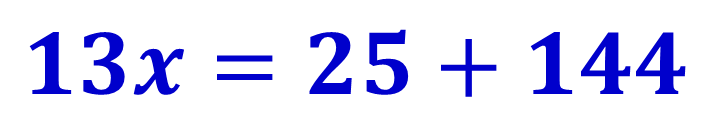 13x = 25 + 144